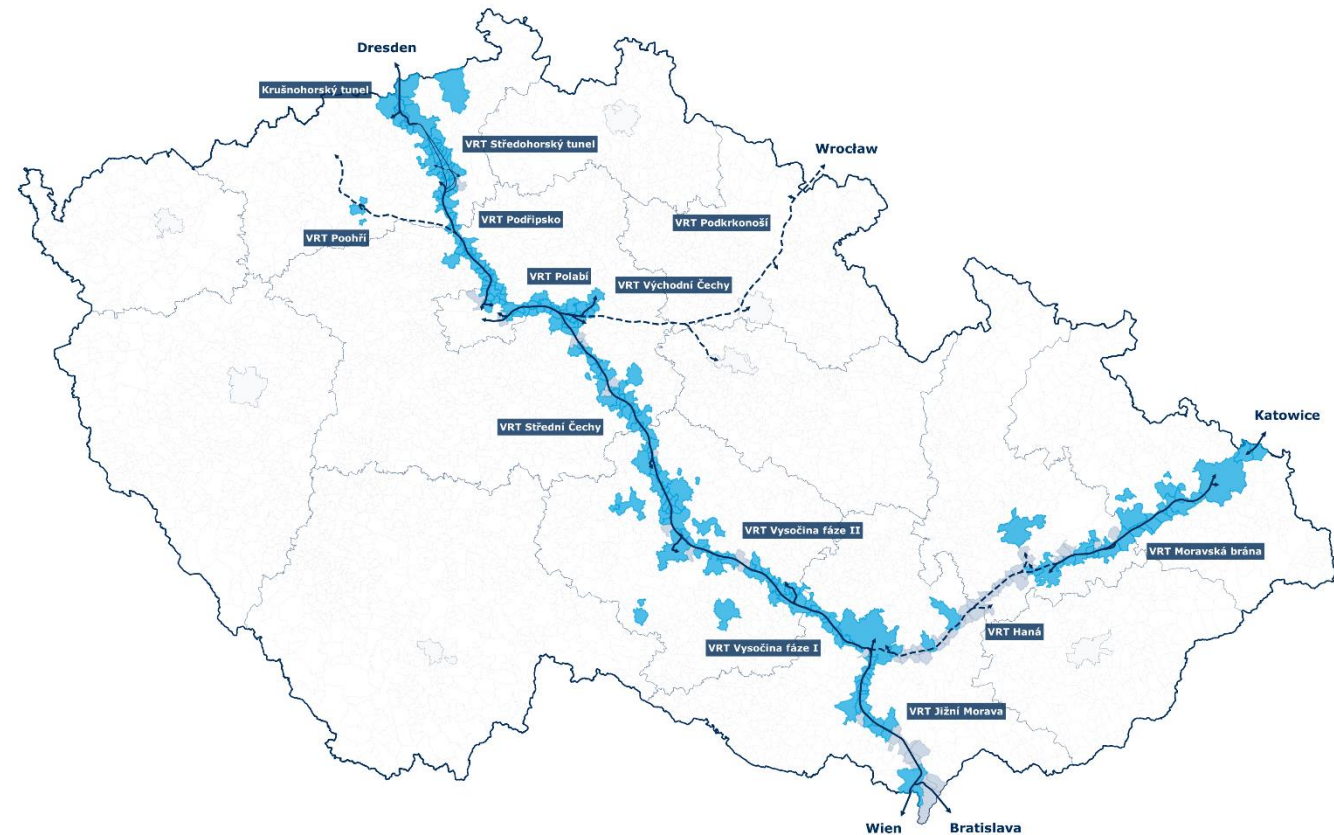 Dresden
Krušnohorský tunel
VRT Středohorský tunel
Wrocław
VRT Podřipsko
VRT Podkrkonoší
VRT Poohří
VRT Polabí
VRT Východní Čechy
Katowice
VRT Střední Čechy
VRT Vysočina fáze II
VRT Moravská brána
VRT Haná
VRT Vysočina fáze I
VRT Jižní Morava
Wien
Bratislava